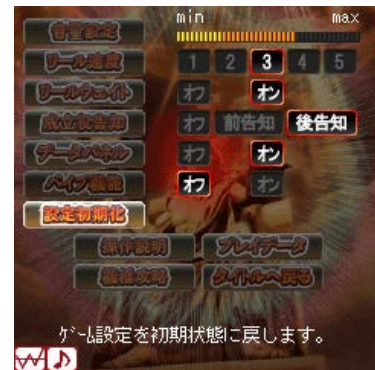 min max
音量設定
リール速度 1 2 3 4 5
リールウェイト オフ オン
成立役告知 オフ 前告知 後告知
データパネル オフ オン
バイブ機能 オフ オン
設定初期化
操作説明 プレイデータ
機種攻略 タイトルへ戻る
ゲーム設定を初期状態に戻します。